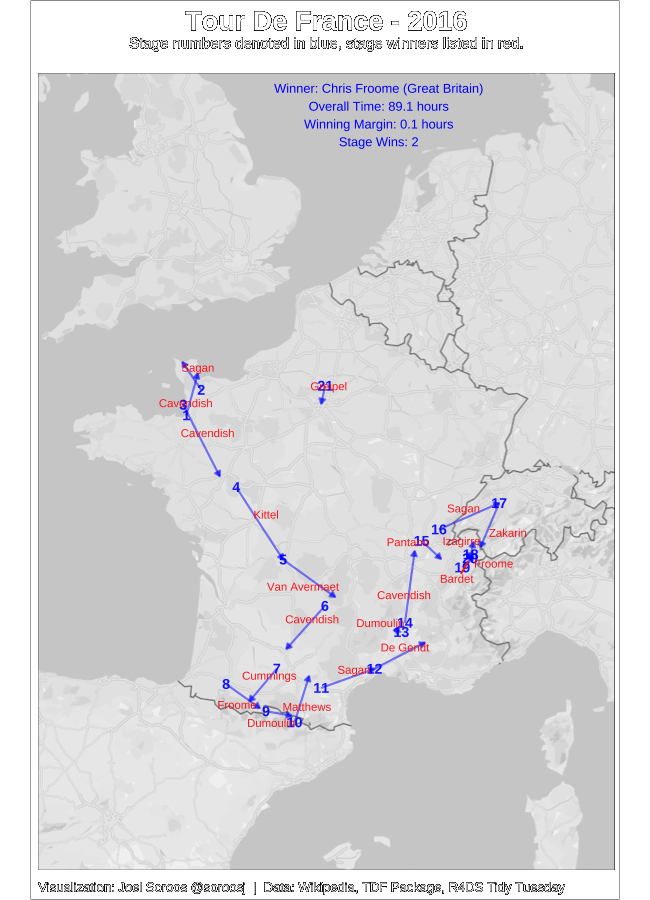 Tour De France - 2016
Stage numbers denoted in blue, stage winners listed in red.
Winner: Chris Froome (Great Britain)
Overall Time: 89.1 hours
Winning Margin: 0.1 hours
Stage Wins: 2
Sagan
2
21
Greipel
Cavendish
3
1
Cavendish
4
Kittel
Sagan
17
16
Zakarin
Pantano
15
Izagirre
18
20
Froome
19
Bardet
5
Van Avermaet
Cavendish
6
Cavendish
Dumoulin
14
13
De Gendt
7
Cummings
Sagan
12
8
11
Froome
9
Matthews
Dumoulin
10
Visualization: Joel Soroos @soroosj | Data: Wikipedia, TDF Package, R4DS Tidy Tuesday